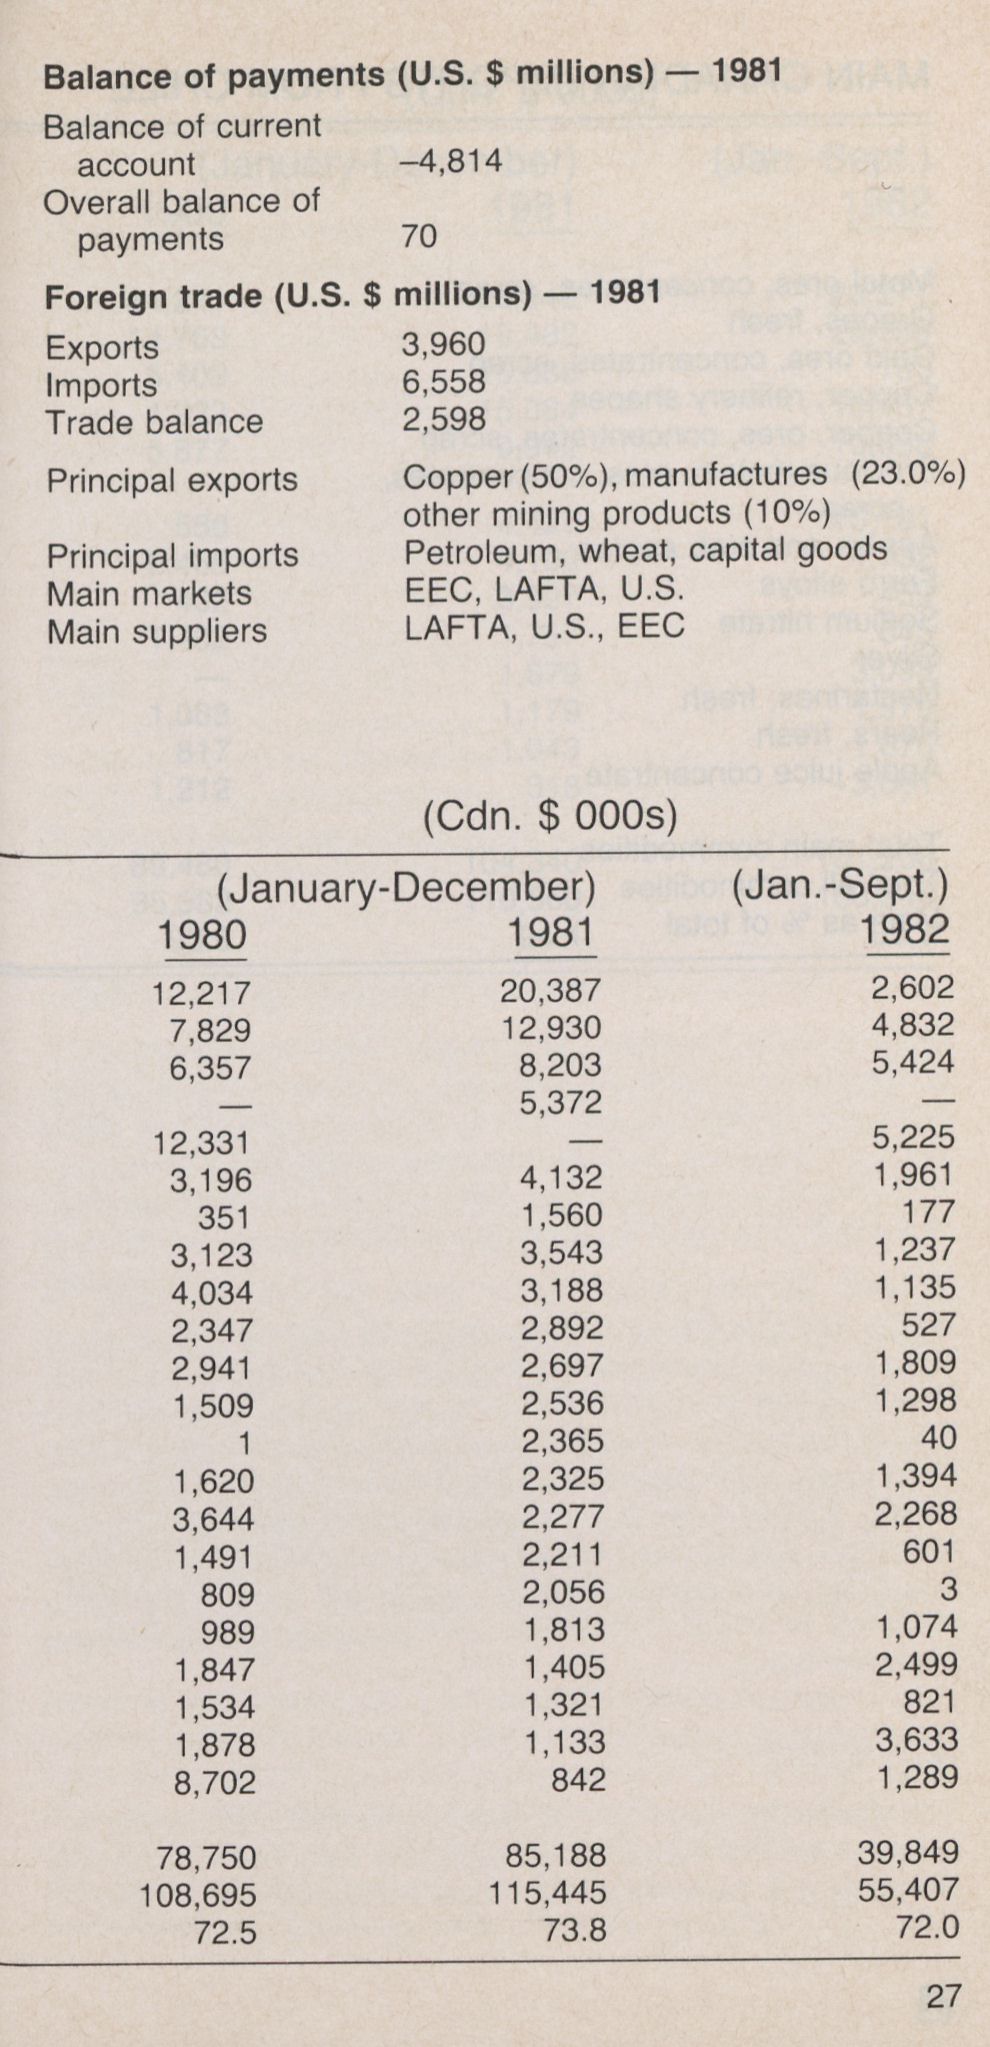 Balance of payments (U.S. $ millions) — 1981
Balance of current
account –4,814
Overall balance of
payments 70
Foreign trade (U.S. $ millions) — 1981
Exports 3,960
Imports 6,558
Trade balance 2,598
Principal exports Copper (50%), manufactures (23.0%)
other mining products (10%)
Principal imports Petroleum, wheat, capital goods
Main markets EEC, LAFTA, U.S.
Main suppliers LAFTA, U.S., EEC
(Cdn. $ 000s)
(January-December) (Jan.-Sept.)
1980 1981 1982
12,217 20,387 2,602
7,829 12,930 4,832
6,357 8,203 5,424
— 5,372 —
12,331 — 5,225
3,196 4,132 1,961
351 1,560 177
3,123 3,543 1,237
4,034 3,188 1,135
2,347 2,892 527
2,941 2,697 1,809
1,509 2,536 1,298
1 2,365 40
1,620 2,325 1,394
3,644 2,277 2,268
1,491 2,211 601
809 2,056 3
989 1,813 1,074
1,847 1,405 2,499
1,534 1,321 821
1,878 1,133 3,633
8,702 842 1,289
78,750 85,188 39,849
108,695 115,445 55,407
72.5 73.8 72.0
27